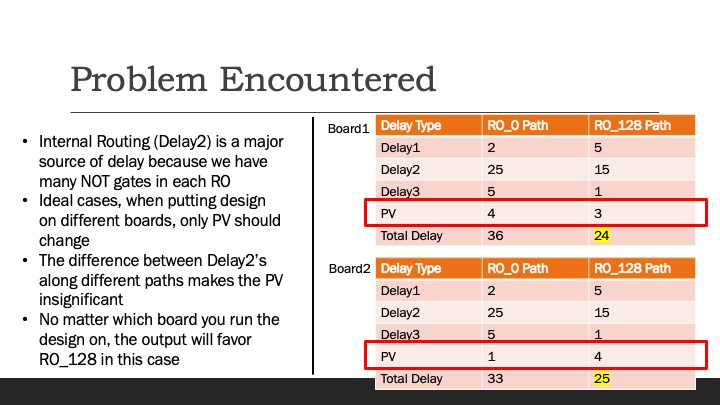 Problem Encountered
• Internal Routing (Delay2) is a major
source of delay because we have
many NOT gates in each RO
• Ideal cases, when putting design
on different boards, only PV should
change
• The difference between Delay2's
along different paths makes the PV
insignificant
• No matter which board you run the
design on, the output will favor
RO_128 in this case
Board1
Delay Type RO_0 Path RO_128 Path
Delay1 2 5
Delay2 25 15
Delay3 5 1
PV 4 3
Total Delay 36 24
Board2
Delay Type RO_0 Path RO_128 Path
Delay1 2 5
Delay2 25 15
Delay3 5 1
PV 1 4
Total Delay 33 25